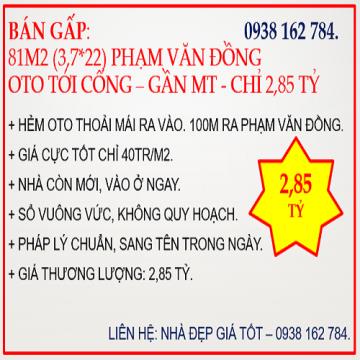 BÁN GẤP: 0938 162 784.
81M2 (3,7*22) PHẠM VĂN ĐỒNG
OTO TỚI CỔNG – GẦN MT - CHỈ 2,85 TỶ
+ HẺM OTO THOẢI MÁI RA VÀO. 100M RA PHẠM VĂN ĐỒNG.
+ GIÁ CỰC TỐT CHỈ 40TR/M2.
+ NHÀ CÒN MỚI, VÀO Ở NGAY.
+ SỔ VUÔNG VỨC, KHÔNG QUY HOẠCH.
+ PHÁP LÝ CHUẨN, SANG TÊN TRONG NGÀY.
+ GIÁ THƯƠNG LƯỢNG: 2,85 TỶ.
2,85
TỶ
LIÊN HỆ: NHÀ ĐẸP GIÁ TỐT – 0938 162 784.